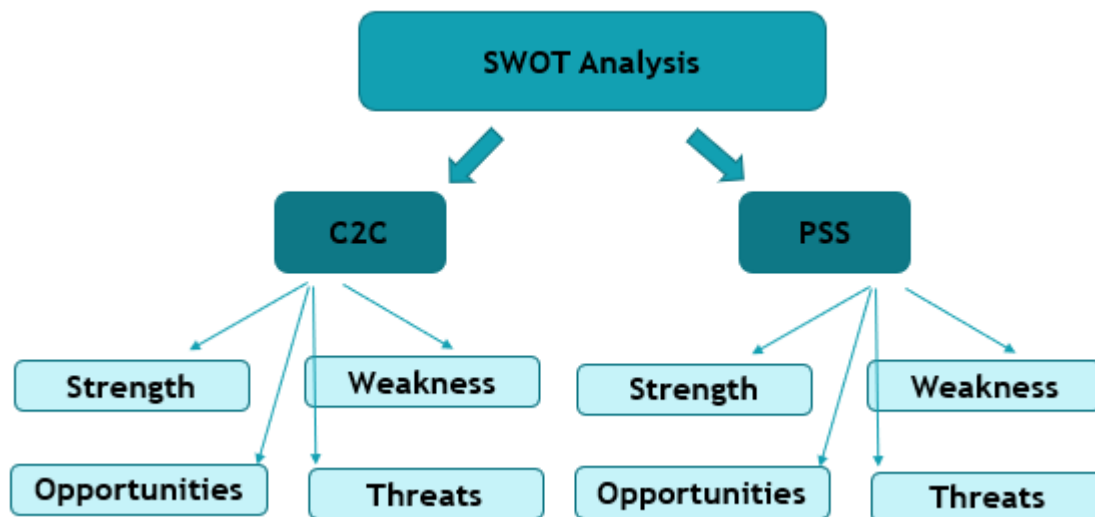 SWOT Analysis
C2C
PSS
Strength
Weakness
Strength
Weakness
Opportunities
Threats
Opportunities
Threats